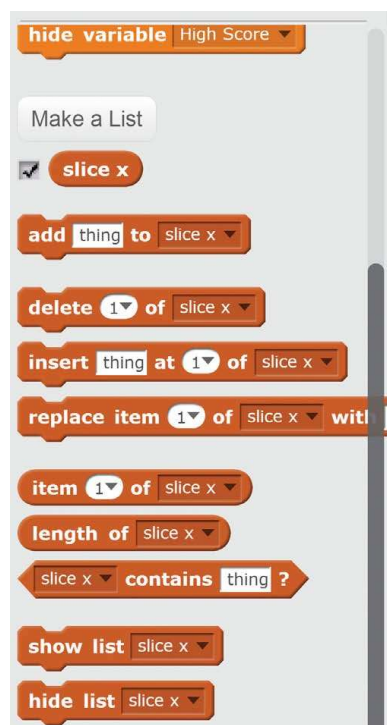 hide variable High Score
Make a List
slice x
add thing to slice x
delete 1 of slice x
insert thing at 1 of slice x
replace item 1 of slice x with
item 1 of slice x
length of slice x
slice x contains thing ?
show list slice x
hide list slice x